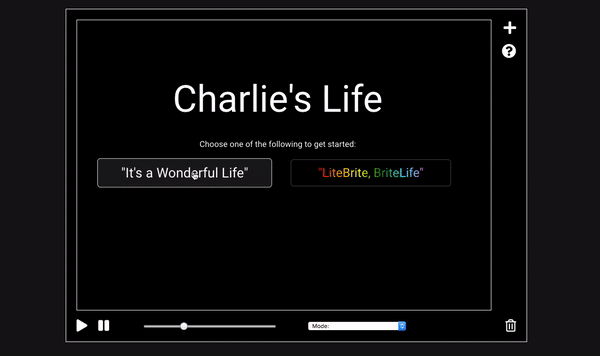 Charlie's Life
Choose one of the following to get started:
"It's a Wonderful Life"
"LiteBrite, BriteLife"
Mode: